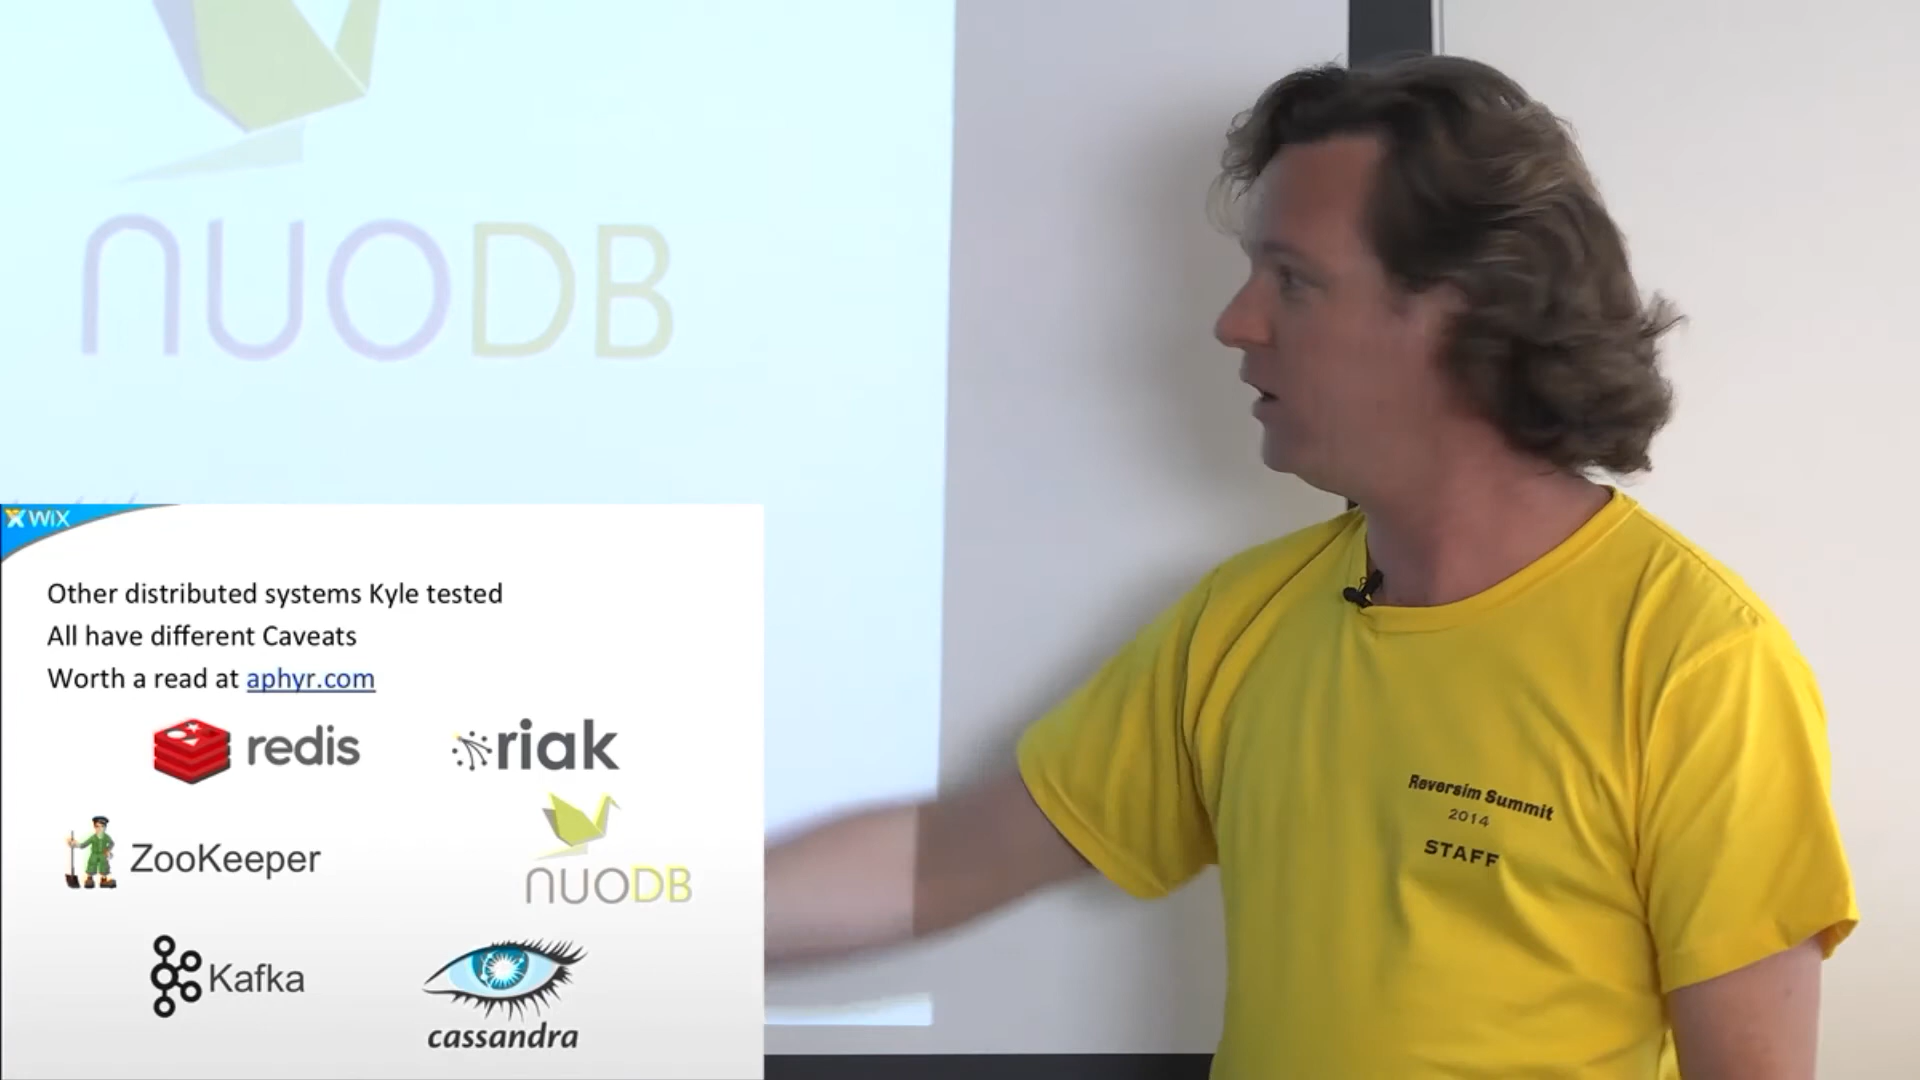 nuoDB
WiX
Other distributed systems Kyle tested
All have different Caveats
Worth a read at aphyr.com
redis
riak
ZooKeeper
nuoDB
Kafka
cassandra
Reversim Summit
2014
STAFF